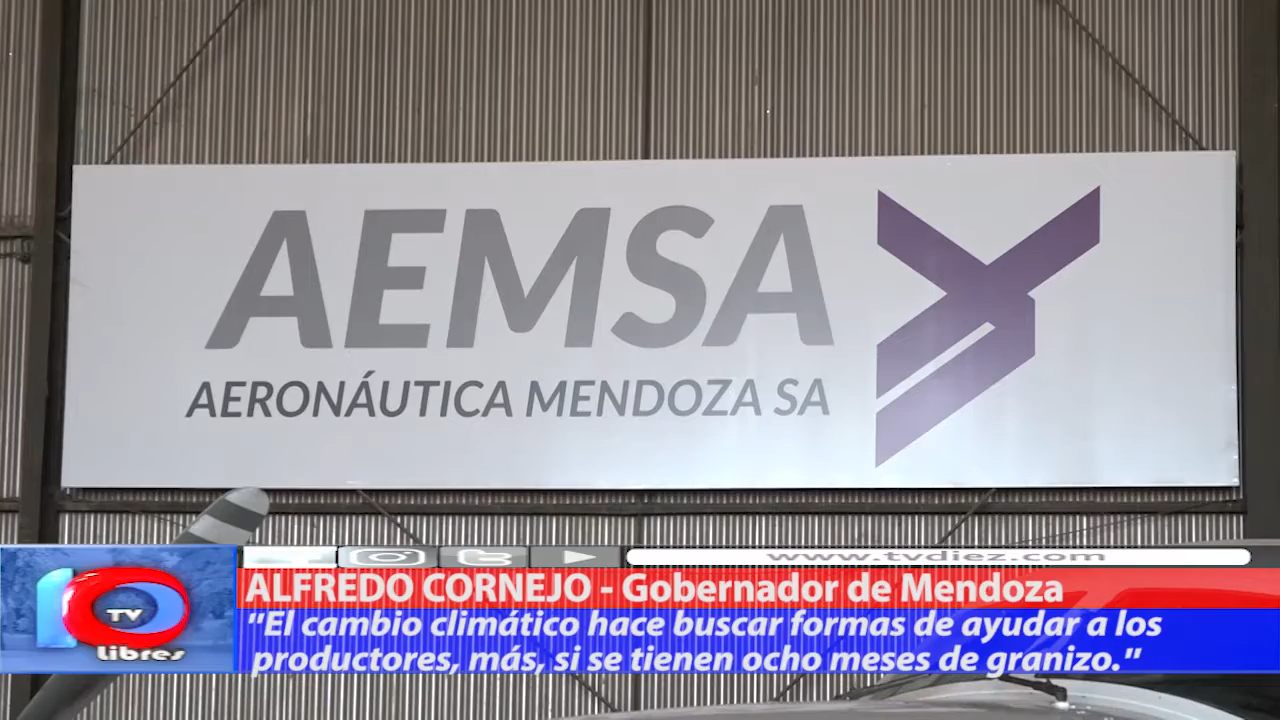 AEMSA
AERONÁUTICA MENDOZA SA
www.tvdiez.com
ALFREDO CORNEJO - Gobernador de Mendoza
"El cambio climático hace buscar formas de ayudar a los
productores, más, si se tienen ocho meses de granizo."
10
TV
libres